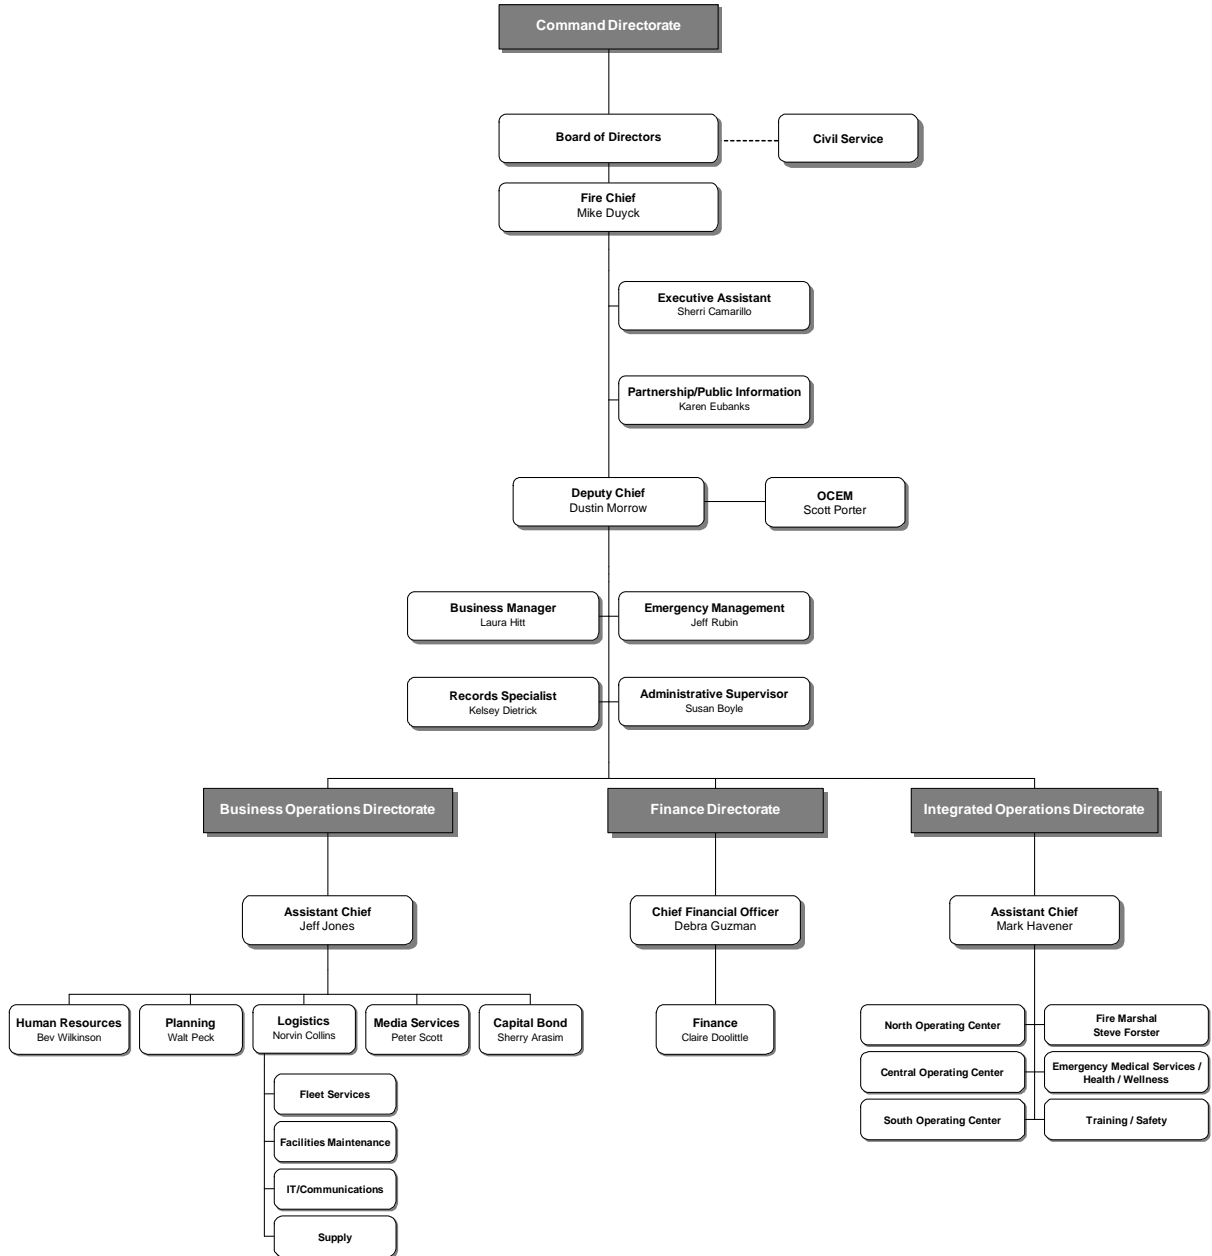 Command Directorate
Board of Directors
Civil Service
Fire Chief
Mike Duyck
Executive Assistant
Sherri Camarillo
Partnership/Public Information
Karen Eubanks
Deputy Chief
Dustin Morrow
OCEM
Scott Porter
Business Manager
Laura Hitt
Emergency Management
Jeff Rubin
Records Specialist
Kelsey Dietrick
Administrative Supervisor
Susan Boyle
Business Operations Directorate
Finance Directorate
Integrated Operations Directorate
Assistant Chief
Jeff Jones
Chief Financial Officer
Debra Guzman
Assistant Chief
Mark Havener
Human Resources
Bev Wilkinson
Planning
Walt Peck
Logistics
Norvin Collins
Media Services
Peter Scott
Capital Bond
Sherry Arasim
Finance
Claire Doolittle
North Operating Center
Fire Marshal
Steve Forster
Central Operating Center
Emergency Medical Services /
Health / Wellness
South Operating Center
Training / Safety
Fleet Services
Facilities Maintenance
IT/Communications
Supply